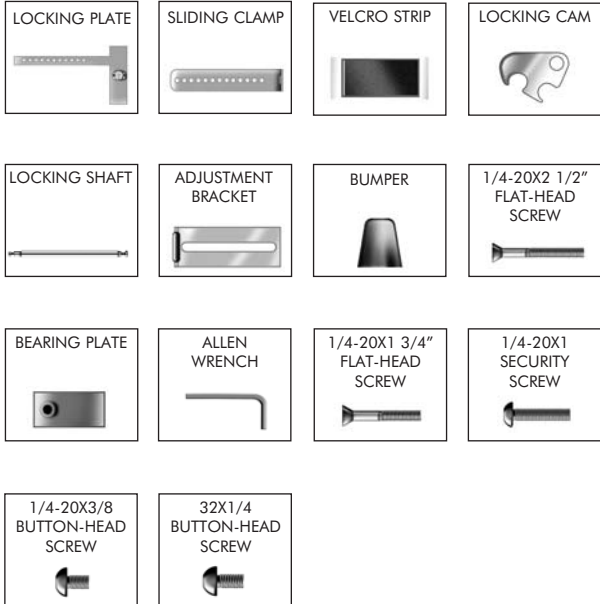 LOCKING PLATE
SLIDING CLAMP
VELCRO STRIP
LOCKING CAM
LOCKING SHAFT
ADJUSTMENT
BRACKET
BUMPER
1/4-20X2 1/2”
FLAT-HEAD
SCREW
BEARING PLATE
ALLEN
WRENCH
1/4-20X1 3/4”
FLAT-HEAD
SCREW
1/4-20X1
SECURITY
SCREW
1/4-20X3/8
BUTTON-HEAD
SCREW
32X1/4
BUTTON-HEAD
SCREW